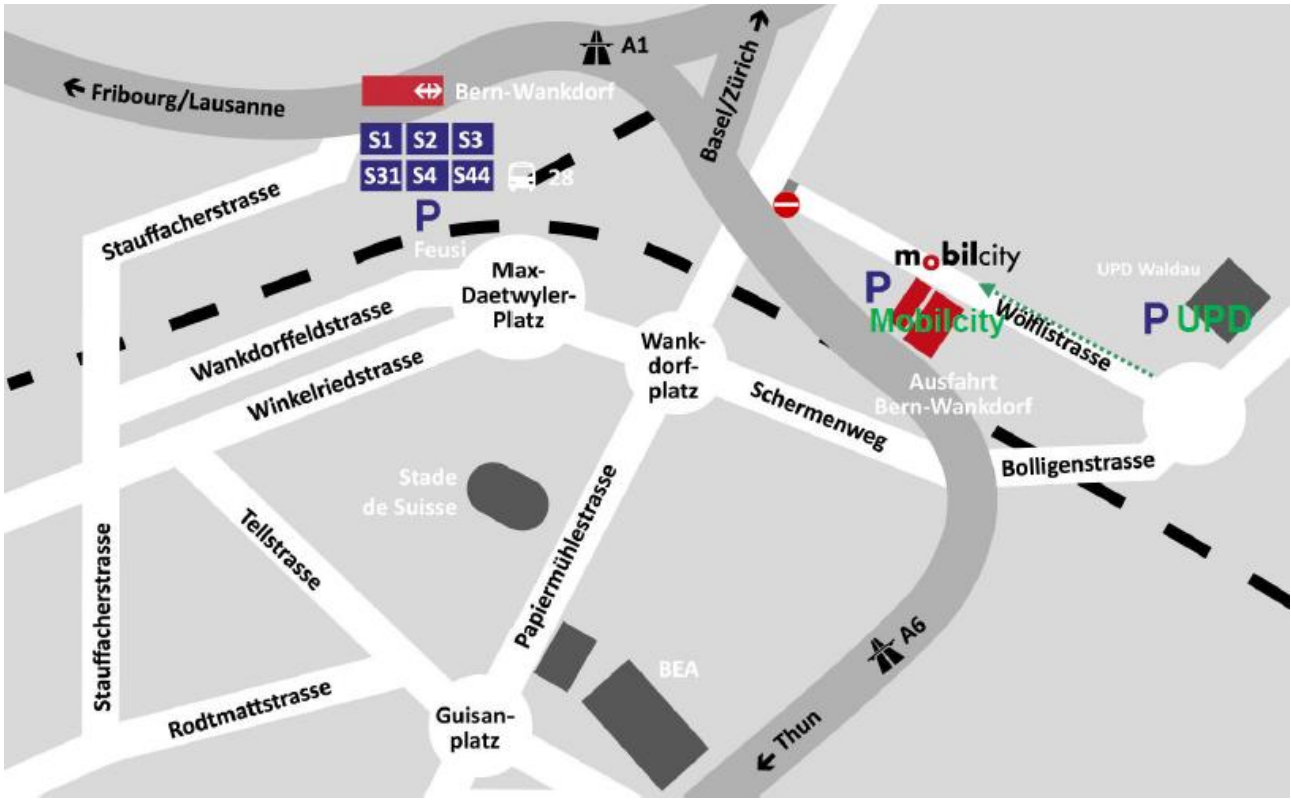 A1
← Fribourg/Lausanne
Basel/Zürich →
Bern-Wankdorf
S1 S2 S3
S31 S4 S44
28
P
Feusi
Stauffacherstrasse
Max-
Daetwyler-
Platz
Wankdorffeldstrasse
Winkelriedstrasse
Wank-
dorf-
platz
mobilcity
P
Mobilcity
Wölflistrasse
UPD Waldau
P UPD
Ausfahrt
Bern-Wankdorf
Schermenweg
Bolligenstrasse
Stade
de Suisse
Tellstrasse
Papiermühlestrasse
Stauffacherstrasse
Rodtmattstrasse
Guisan-
platz
BEA
A6
← Thun